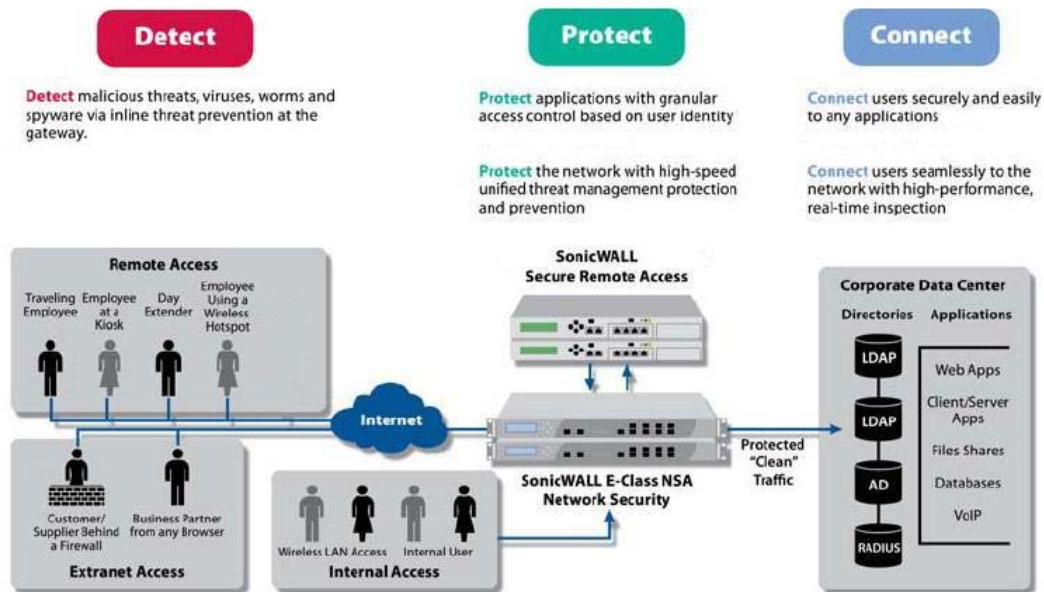 Detect
Protect
Connect
Detect malicious threats, viruses, worms and
spyware via inline threat prevention at the
gateway.
Protect applications with granular
access control based on user identity
Protect the network with high-speed
unified threat management protection
and prevention
Connect users securely and easily
to any applications
Connect users seamlessly to the
network with high-performance,
real-time inspection
Remote Access
Traveling
Employee
Employee
at a
Kiosk
Day
Extender
Employee
Using a
Wireless
Hotspot
Internet
Customer/
Supplier Behind
a Firewall
Business Partner
from any Browser
Extranet Access
Wireless LAN Access
Internal User
Internal Access
SonicWALL
Secure Remote Access
SonicWALL E-Class NSA
Network Security
Protected
"Clean"
Traffic
Corporate Data Center
Directories
LDAP
LDAP
AD
RADIUS
Applications
Web Apps
Client/Server
Apps
Files Shares
Databases
VoIP